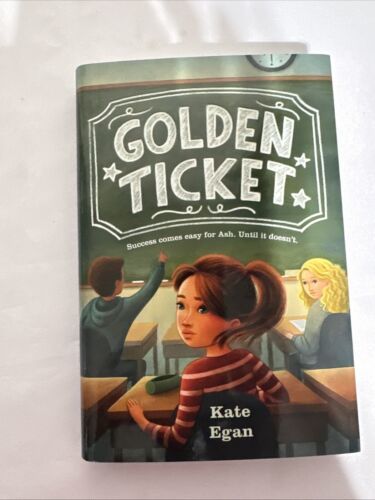 GOLDEN
TICKET
Success comes easy for Ash. Until it doesn't.
Kate
Egan